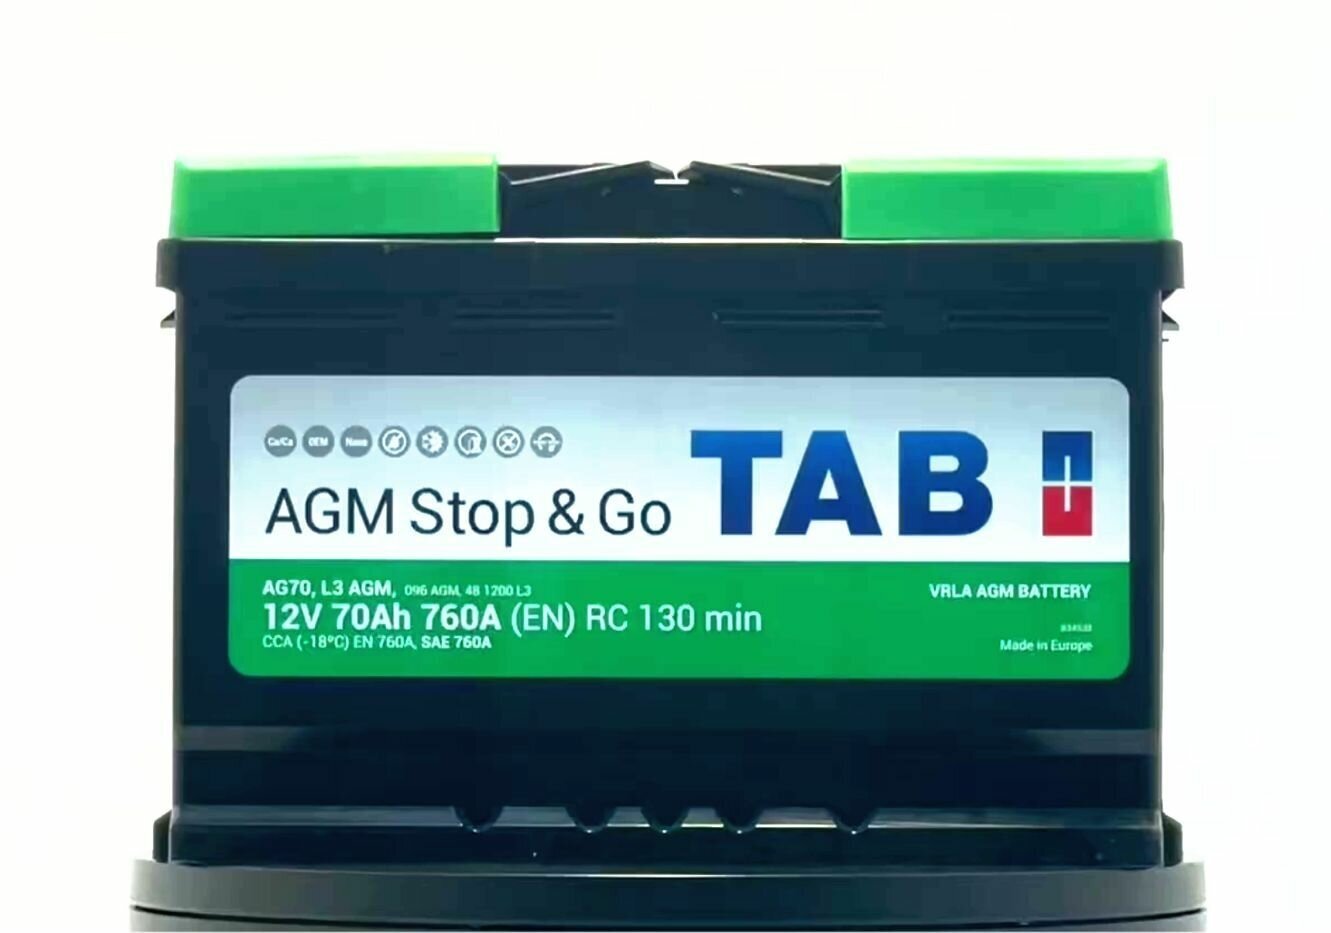 Ca/Ca OEM Nano
AGM Stop & Go
TAB
AG70, L3 AGM, 096 AGM, 48 1200 L3
12V 70Ah 760A (EN) RC 130 min
CCA (-18°C) EN 760A, SAE 760A
VRLA AGM BATTERY
Made in Europe